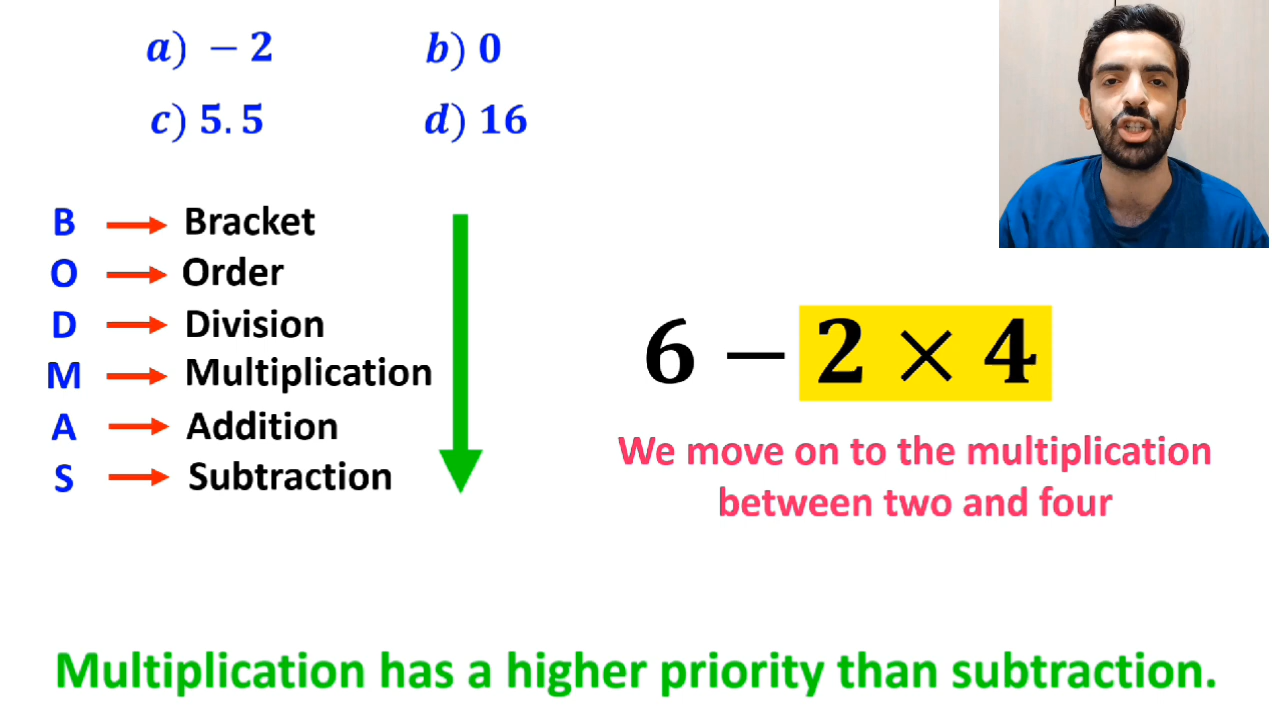 a) − 2 b) 0
c) 5.5 d) 16
B Bracket
O Order
D Division
M Multiplication
A Addition
S Subtraction
6 − 2 × 4
We move on to the multiplication
between two and four
Multiplication has a higher priority than subtraction.